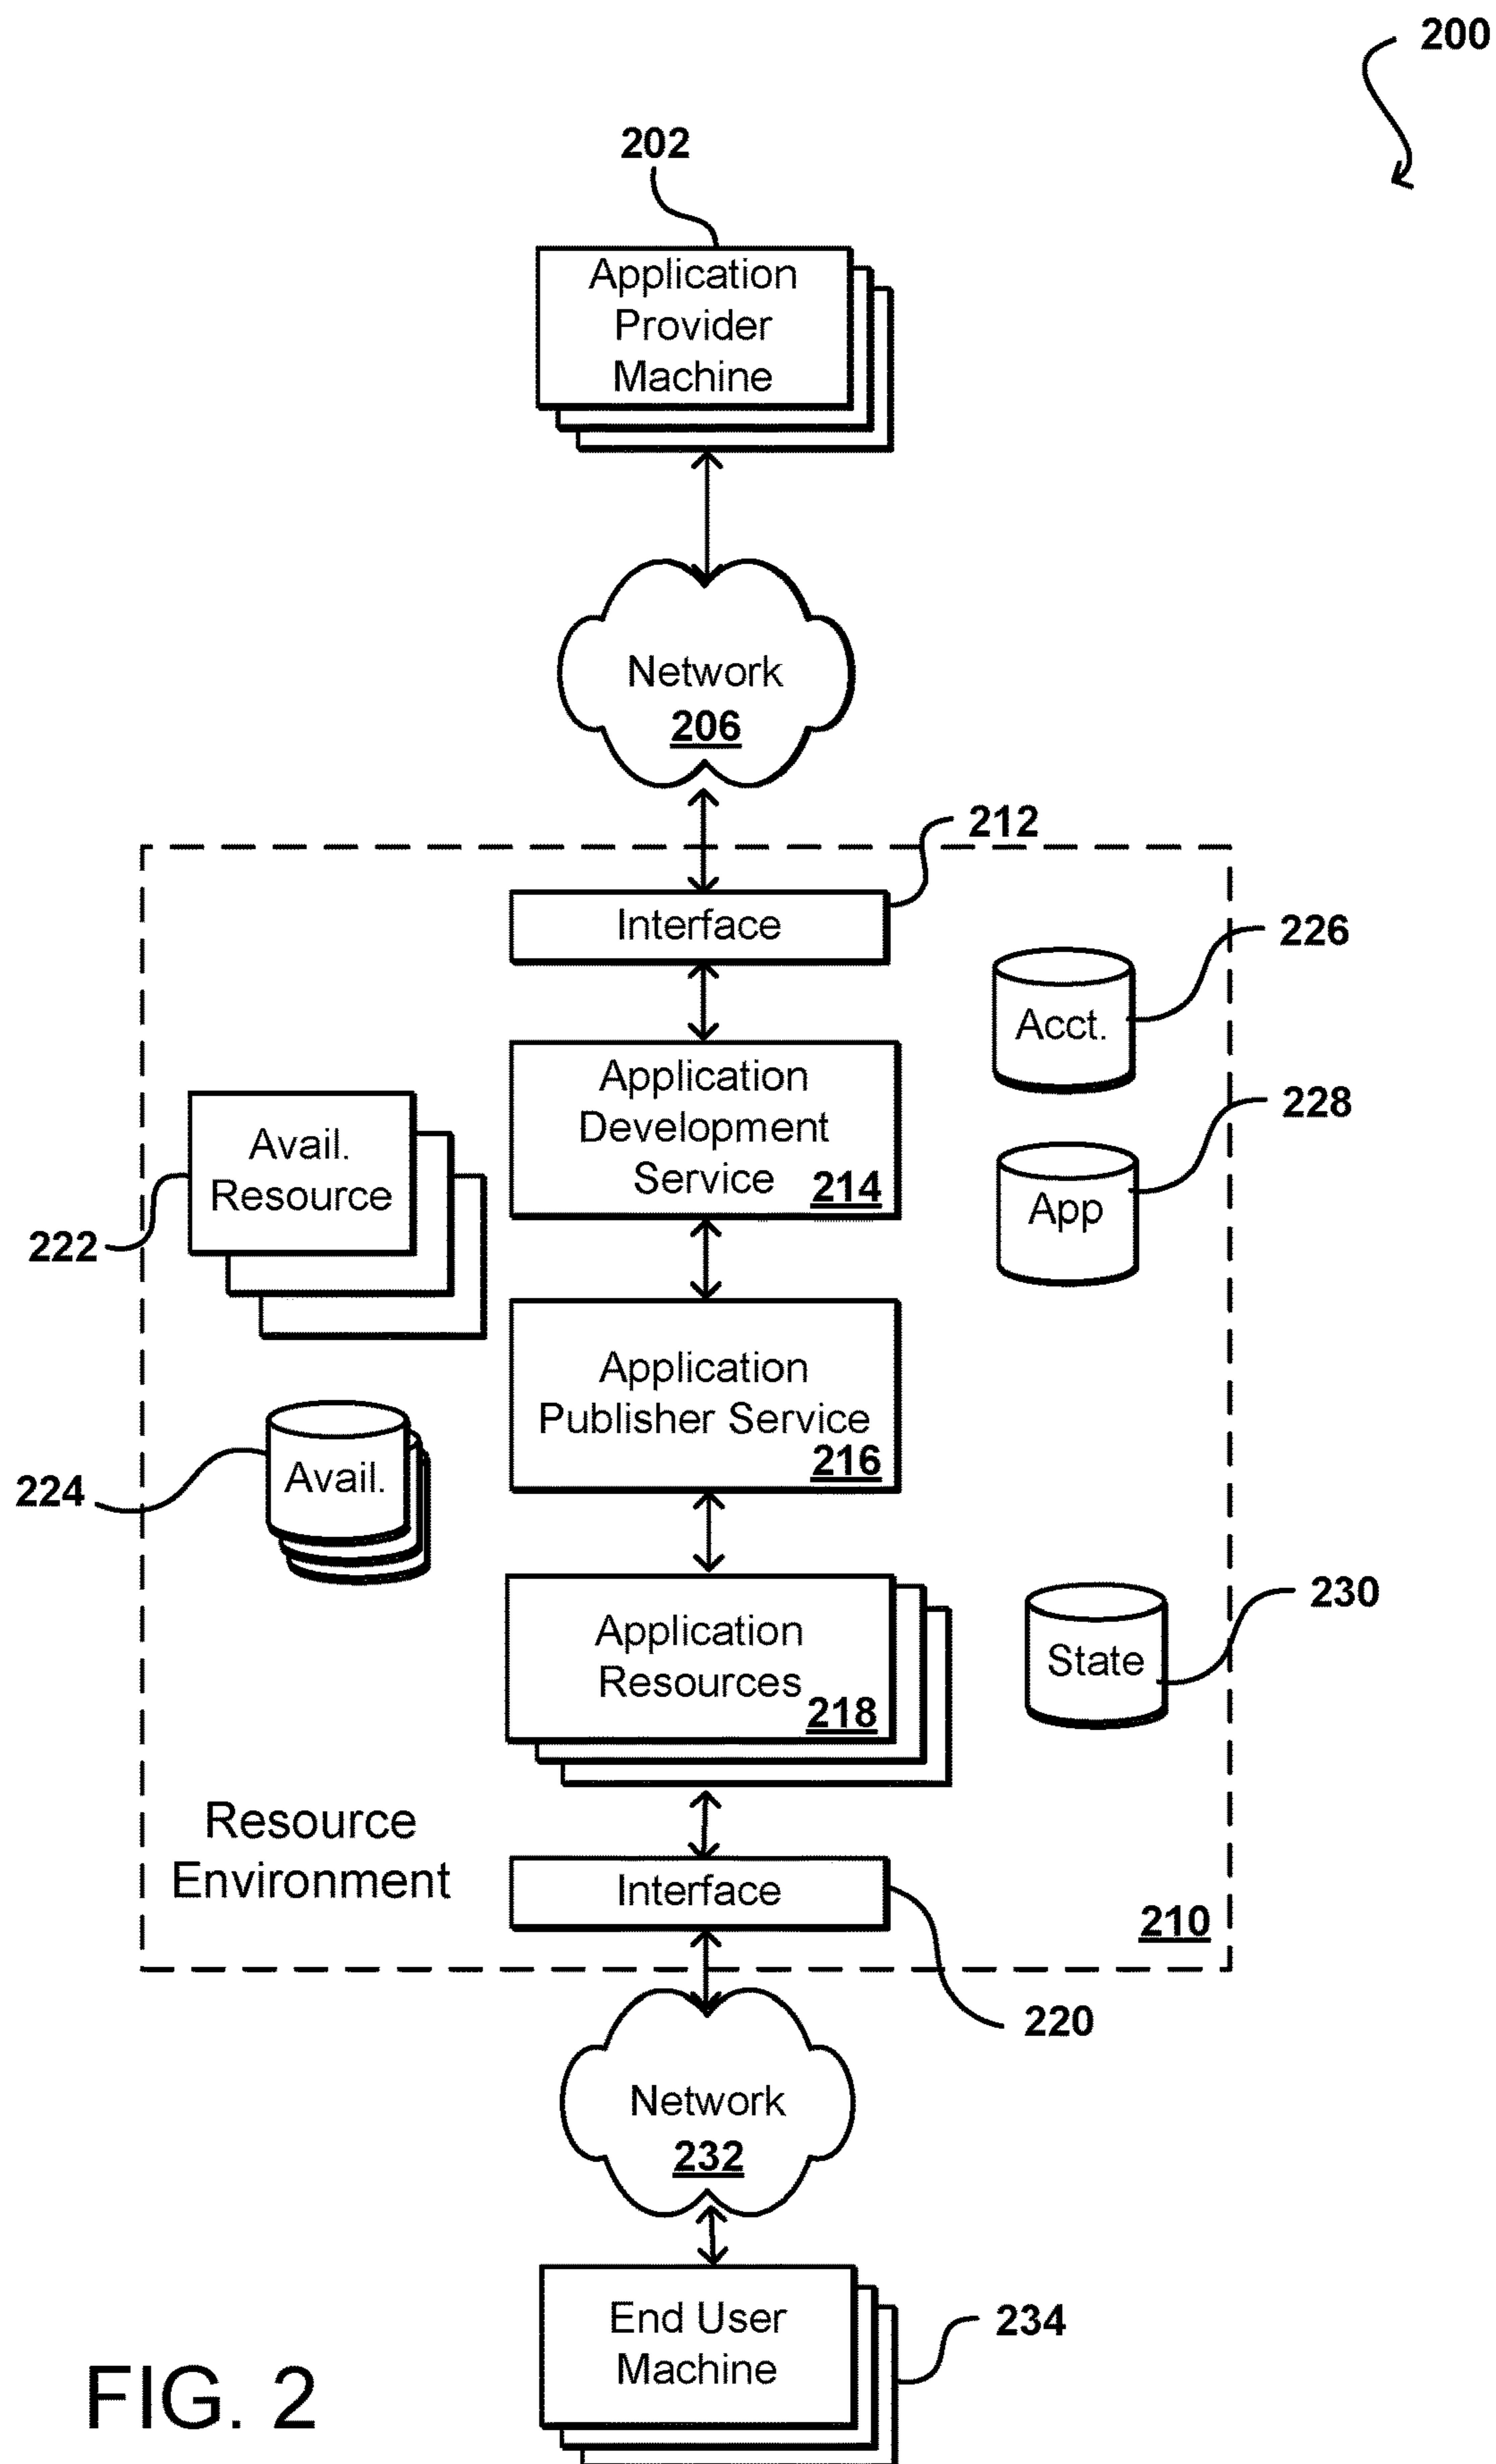 200
202
Application
Provider
Machine
Network
206
212
Interface
226
Acct.
Application
Development
Service
214
228
App
Avail.
Resource
222
Application
Publisher Service
216
Avail.
224
230
State
Application
Resources
218
Resource
Environment
Interface
210
220
Network
232
End User
Machine
234
FIG. 2